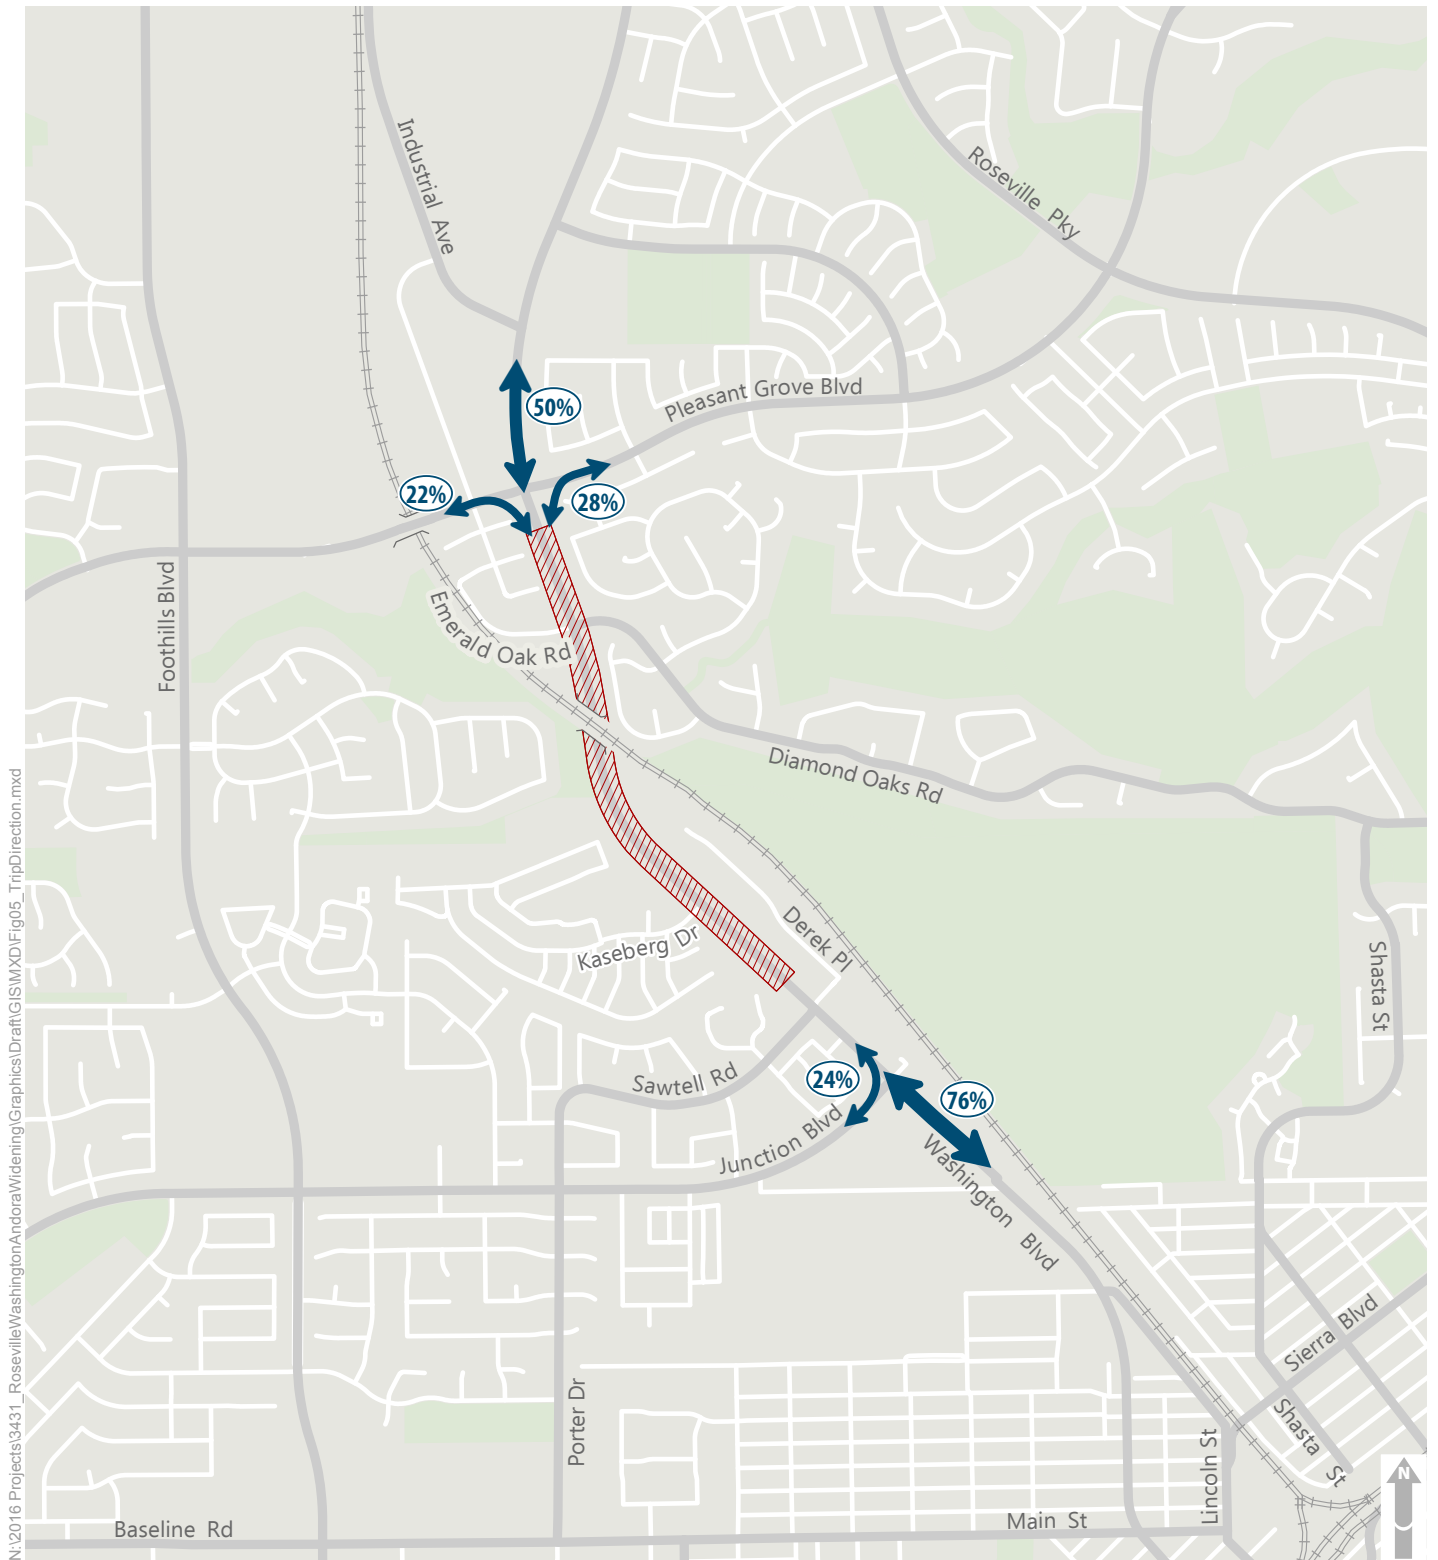 Industrial Ave
Roseville Pky
Pleasant Grove Blvd
50%
22%
28%
Foothills Blvd
Emerald Oak Rd
Diamond Oaks Rd
Derek Pl
Kaseberg Dr
Shasta St
Sawtell Rd
24%
76%
Junction Blvd
Washington Blvd
Sierra Blvd
Porter Dr
Shasta St
Lincoln St
Baseline Rd
Main St
N
N:\2016 Projects\3431_RosevilleWashingtonAndoraWidening\Graphics\Draft\GIS\MXD\Fig05_TripDirection.mxd